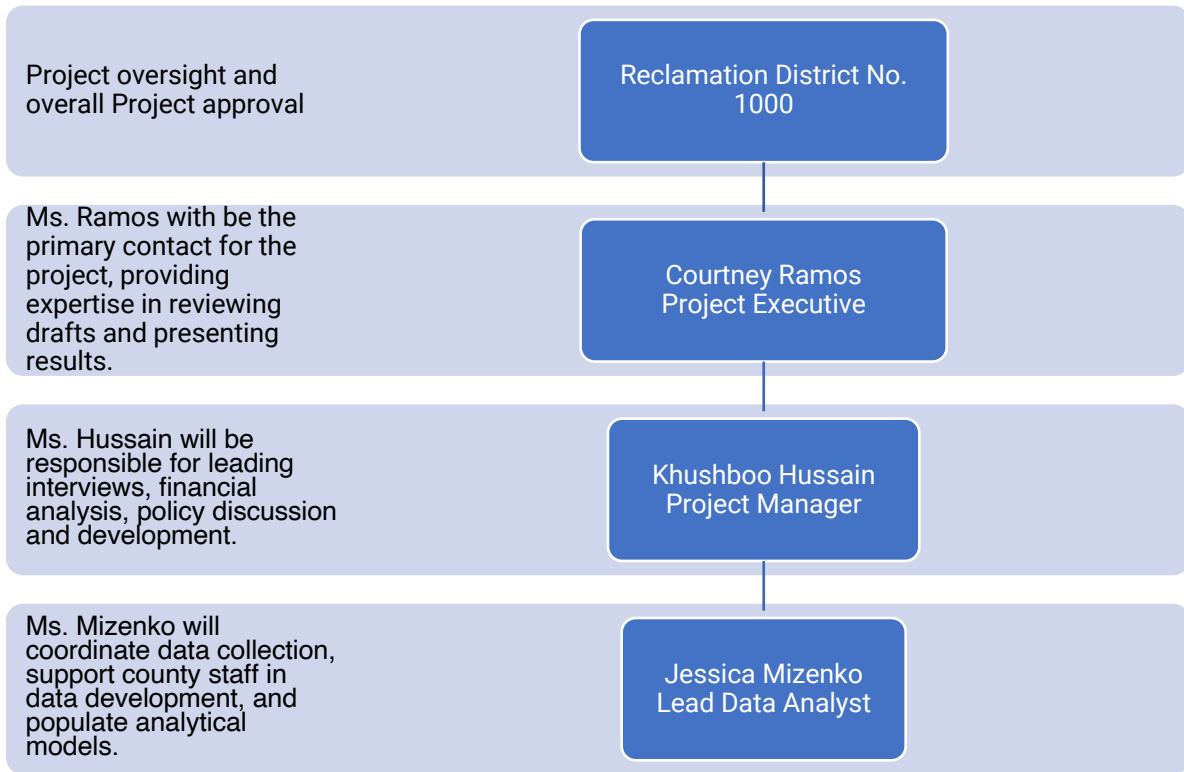 Project oversight and
overall Project approval
Reclamation District No.
1000
Ms. Ramos with be the
primary contact for the
project, providing
expertise in reviewing
drafts and presenting
results.
Courtney Ramos
Project Executive
Ms. Hussain will be
responsible for leading
interviews, financial
analysis, policy discussion
and development.
Khushboo Hussain
Project Manager
Ms. Mizenko will
coordinate data collection,
support county staff in
data development, and
populate analytical
models.
Jessica Mizenko
Lead Data Analyst